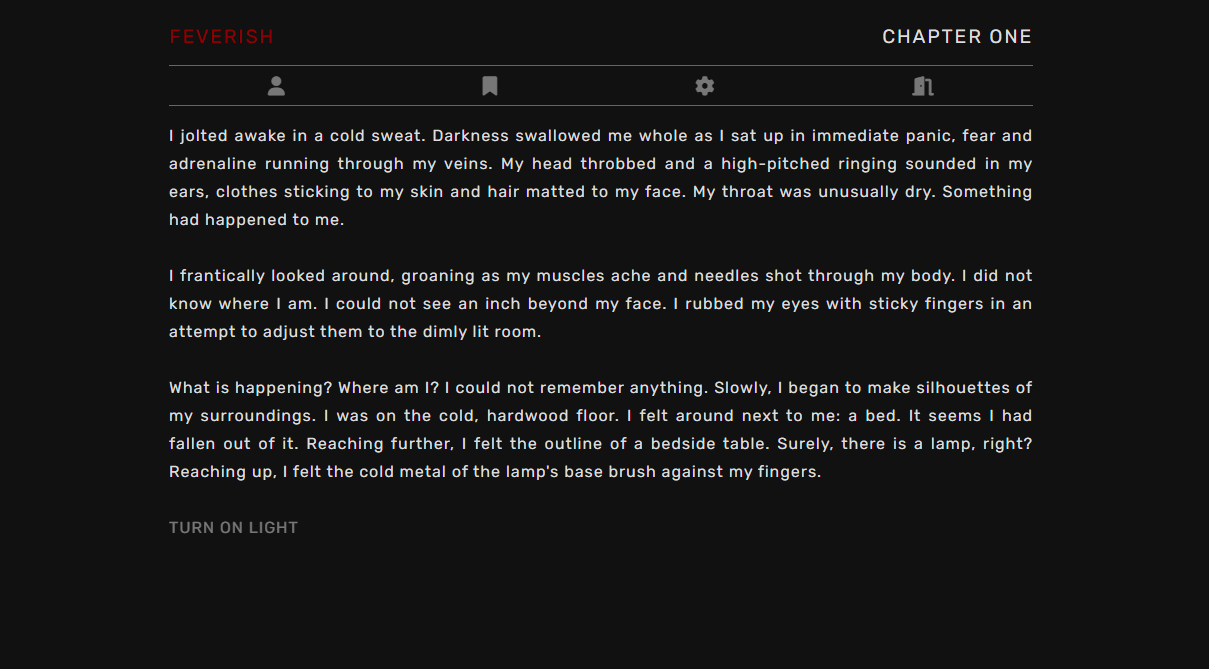 FEVERISH
CHAPTER ONE
I jolted awake in a cold sweat. Darkness swallowed me whole as I sat up in immediate panic, fear and
adrenaline running through my veins. My head throbbed and a high-pitched ringing sounded in my
ears, clothes sticking to my skin and hair matted to my face. My throat was unusually dry. Something
had happened to me.
I frantically looked around, groaning as my muscles ache and needles shot through my body. I did not
know where I am. I could not see an inch beyond my face. I rubbed my eyes with sticky fingers in an
attempt to adjust them to the dimly lit room.
What is happening? Where am I? I could not remember anything. Slowly, I began to make silhouettes of
my surroundings. I was on the cold, hardwood floor. I felt around next to me: a bed. It seems I had
fallen out of it. Reaching further, I felt the outline of a bedside table. Surely, there is a lamp, right?
Reaching up, I felt the cold metal of the lamp's base brush against my fingers.
TURN ON LIGHT